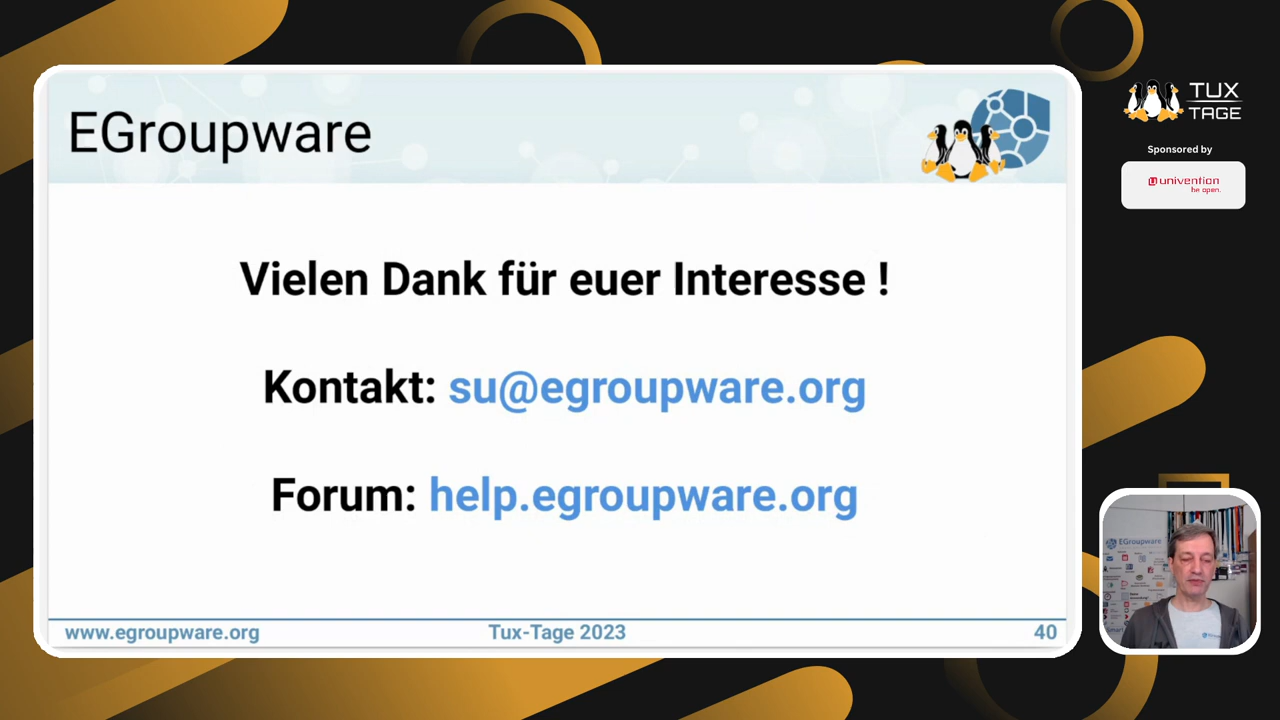 EGroupware
Vielen Dank für euer Interesse !
Kontakt: su@egroupware.org
Forum: help.egroupware.org
www.egroupware.org
Tux-Tage 2023
40
TUX
TAGE
Sponsored by
univention
be open.
EGroupware